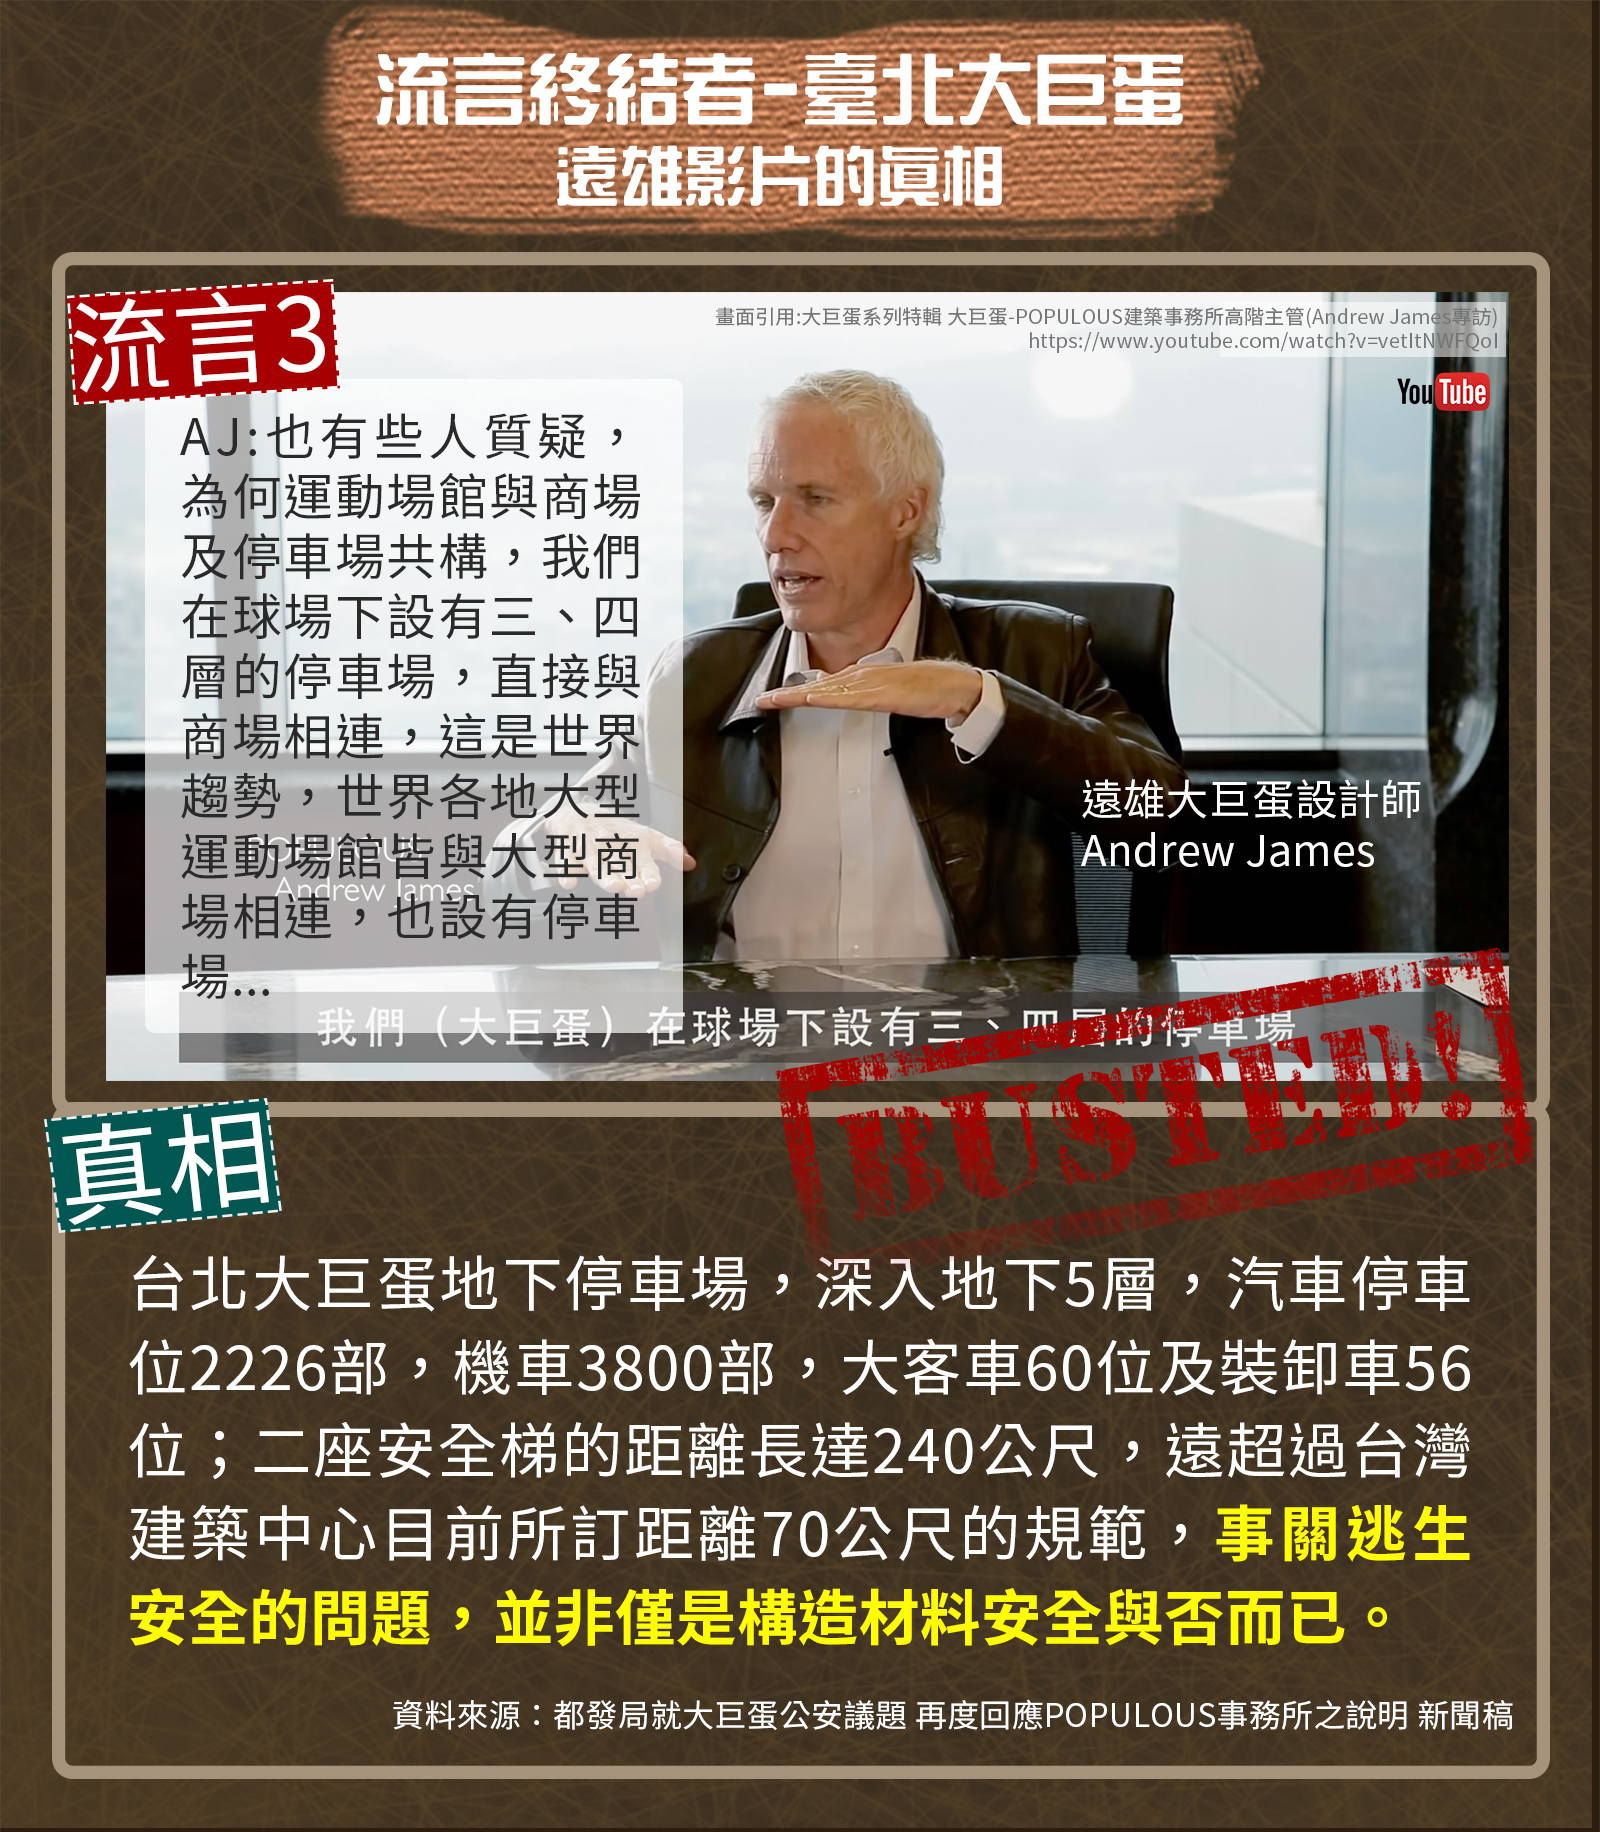 流言終結者-臺北大巨蛋
遠雄影片的真相
流言3
畫面引用:大巨蛋系列特輯 大巨蛋-POPULOUS建築事務所高階主管(Andrew James專訪)
https://www.youtube.com/watch?v=vetItNWFQoI
YouTube
AJ:也有些人質疑，
為何運動場館與商場
及停車場共構，我們
在球場下設有三、四
層的停車場，直接與
商場相連，這是世界
趨勢，世界各地大型
運動場館皆與大型商
場相連，也設有停車
場...
POPULOUS
Andrew James
遠雄大巨蛋設計師
Andrew James
我們（大巨蛋）在球場下設有三、四層的停車場
BUSTED!
真相
台北大巨蛋地下停車場，深入地下5層，汽車停車
位2226部，機車3800部，大客車60位及裝卸車56
位；二座安全梯的距離長達240公尺，遠超過台灣
建築中心目前所訂距離70公尺的規範，事關逃生
安全的問題，並非僅是構造材料安全與否而已。
資料來源：都發局就大巨蛋公安議題 再度回應POPULOUS事務所之說明 新聞稿